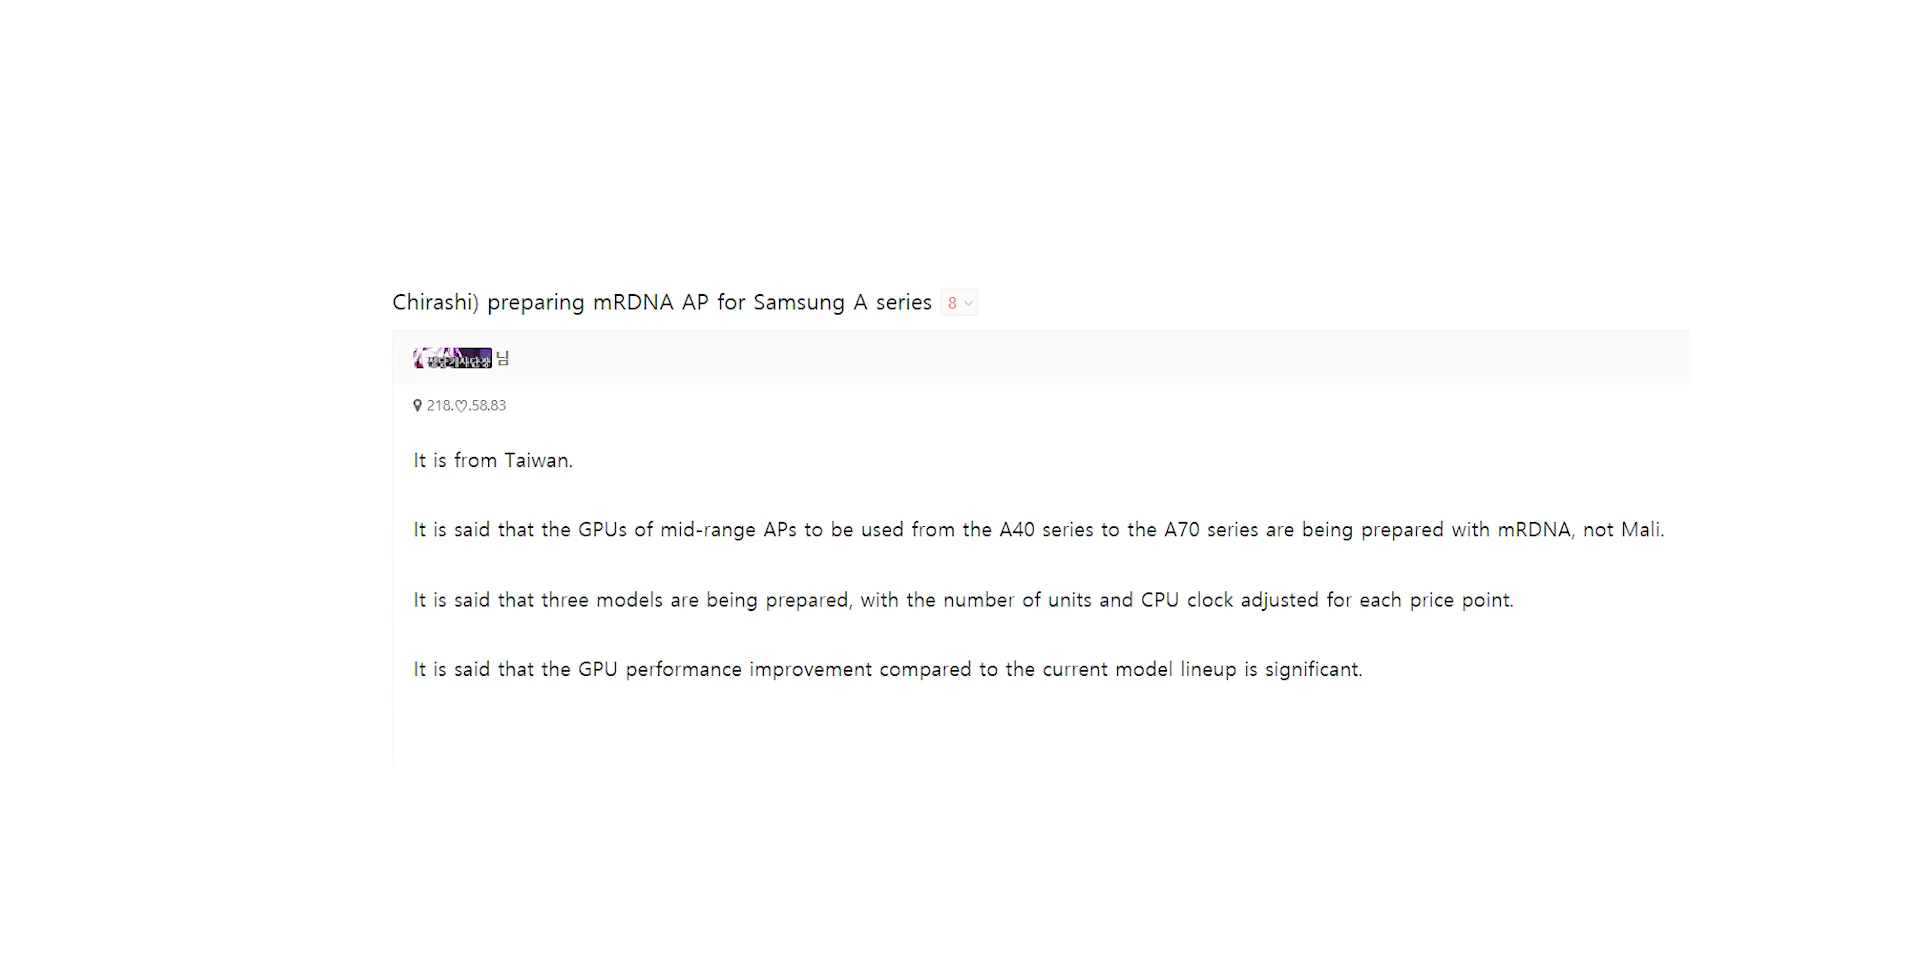 Chirashi) preparing mRDNA AP for Samsung A series 8
님
218.♡.58.83
It is from Taiwan.
It is said that the GPUs of mid-range APs to be used from the A40 series to the A70 series are being prepared with mRDNA, not Mali.
It is said that three models are being prepared, with the number of units and CPU clock adjusted for each price point.
It is said that the GPU performance improvement compared to the current model lineup is significant.